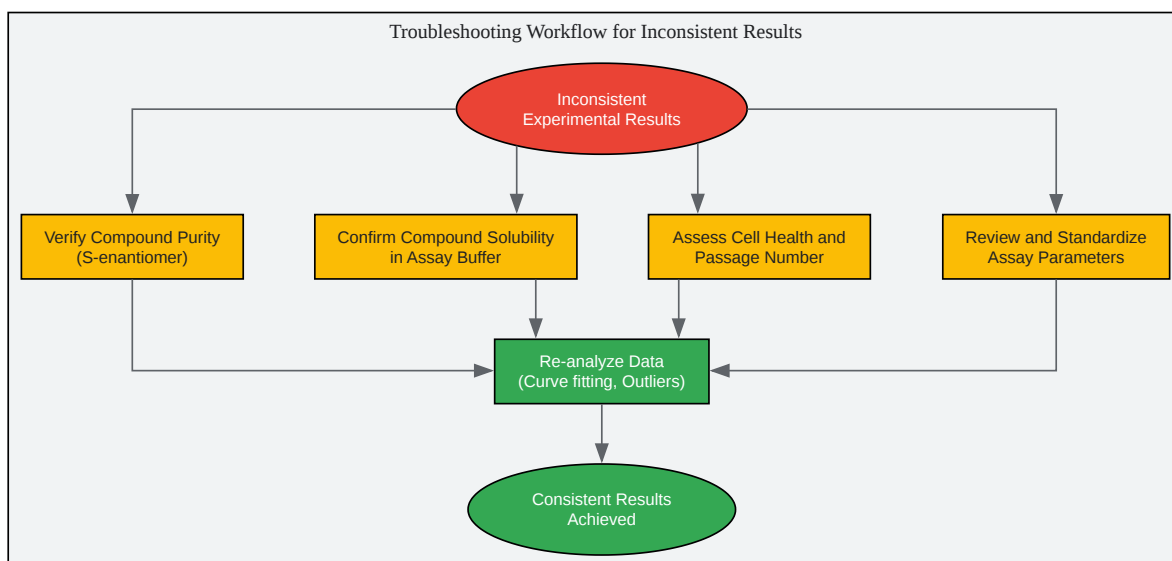 Troubleshooting Workflow for Inconsistent Results
Inconsistent
Experimental Results
Verify Compound Purity
(S-enantiomer)
Confirm Compound Solubility
in Assay Buffer
Assess Cell Health and
Passage Number
Review and Standardize
Assay Parameters
Re-analyze Data
(Curve fitting, Outliers)
Consistent Results
Achieved